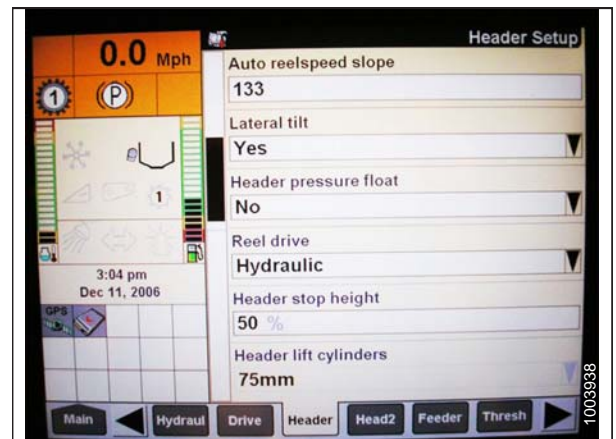 Header Setup
0.0 Mph
1
(P)
1
3:04 pm
Dec 11, 2006
GPS
Auto reelspeed slope
133
Lateral tilt
Yes
Header pressure float
No
Reel drive
Hydraulic
Header stop height
50 %
Header lift cylinders
75mm
Main
Hydraul
Drive
Header
Head2
Feeder
Thresh
1003938